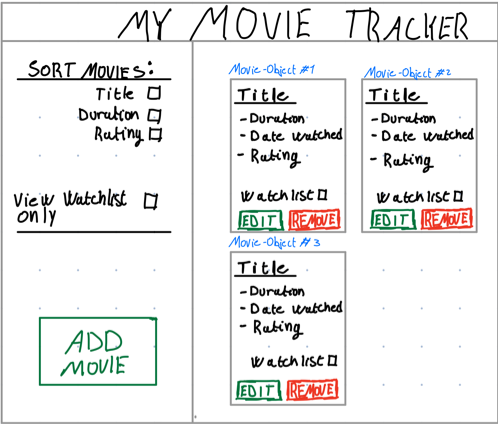 MY MOVIE TRACKER
SORT MOVIES:
Title
Duration
Rating
View Watchlist
only
ADD
MOVIE
Movie-Object #1
Title
- Duration
- Date watched
- Rating
Watchlist
EDIT REMOVE
Movie-Object #2
Title
- Duration
- Date watched
- Rating
Watchlist
EDIT REMOVE
Movie-Object #3
Title
- Duration
- Date watched
- Rating
Watchlist
EDIT REMOVE